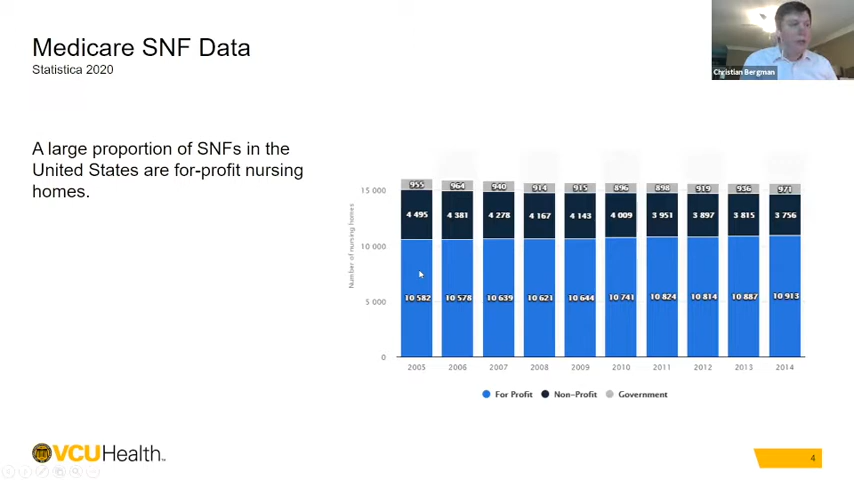 Medicare SNF Data
Statistica 2020
Christian Bergman
A large proportion of SNFs in the
United States are for-profit nursing
homes.
Number of nursing homes
15 000
10 000
5 000
0
955 964 940 914 915 896 898 919 936 971
4 495 4 381 4 278 4 167 4 143 4 009 3 951 3 897 3 815 3 756
10 582 10 578 10 639 10 621 10 644 10 741 10 824 10 814 10 887 10 913
2005 2006 2007 2008 2009 2010 2011 2012 2013 2014
For Profit Non-Profit Government
VCUHealth™
4